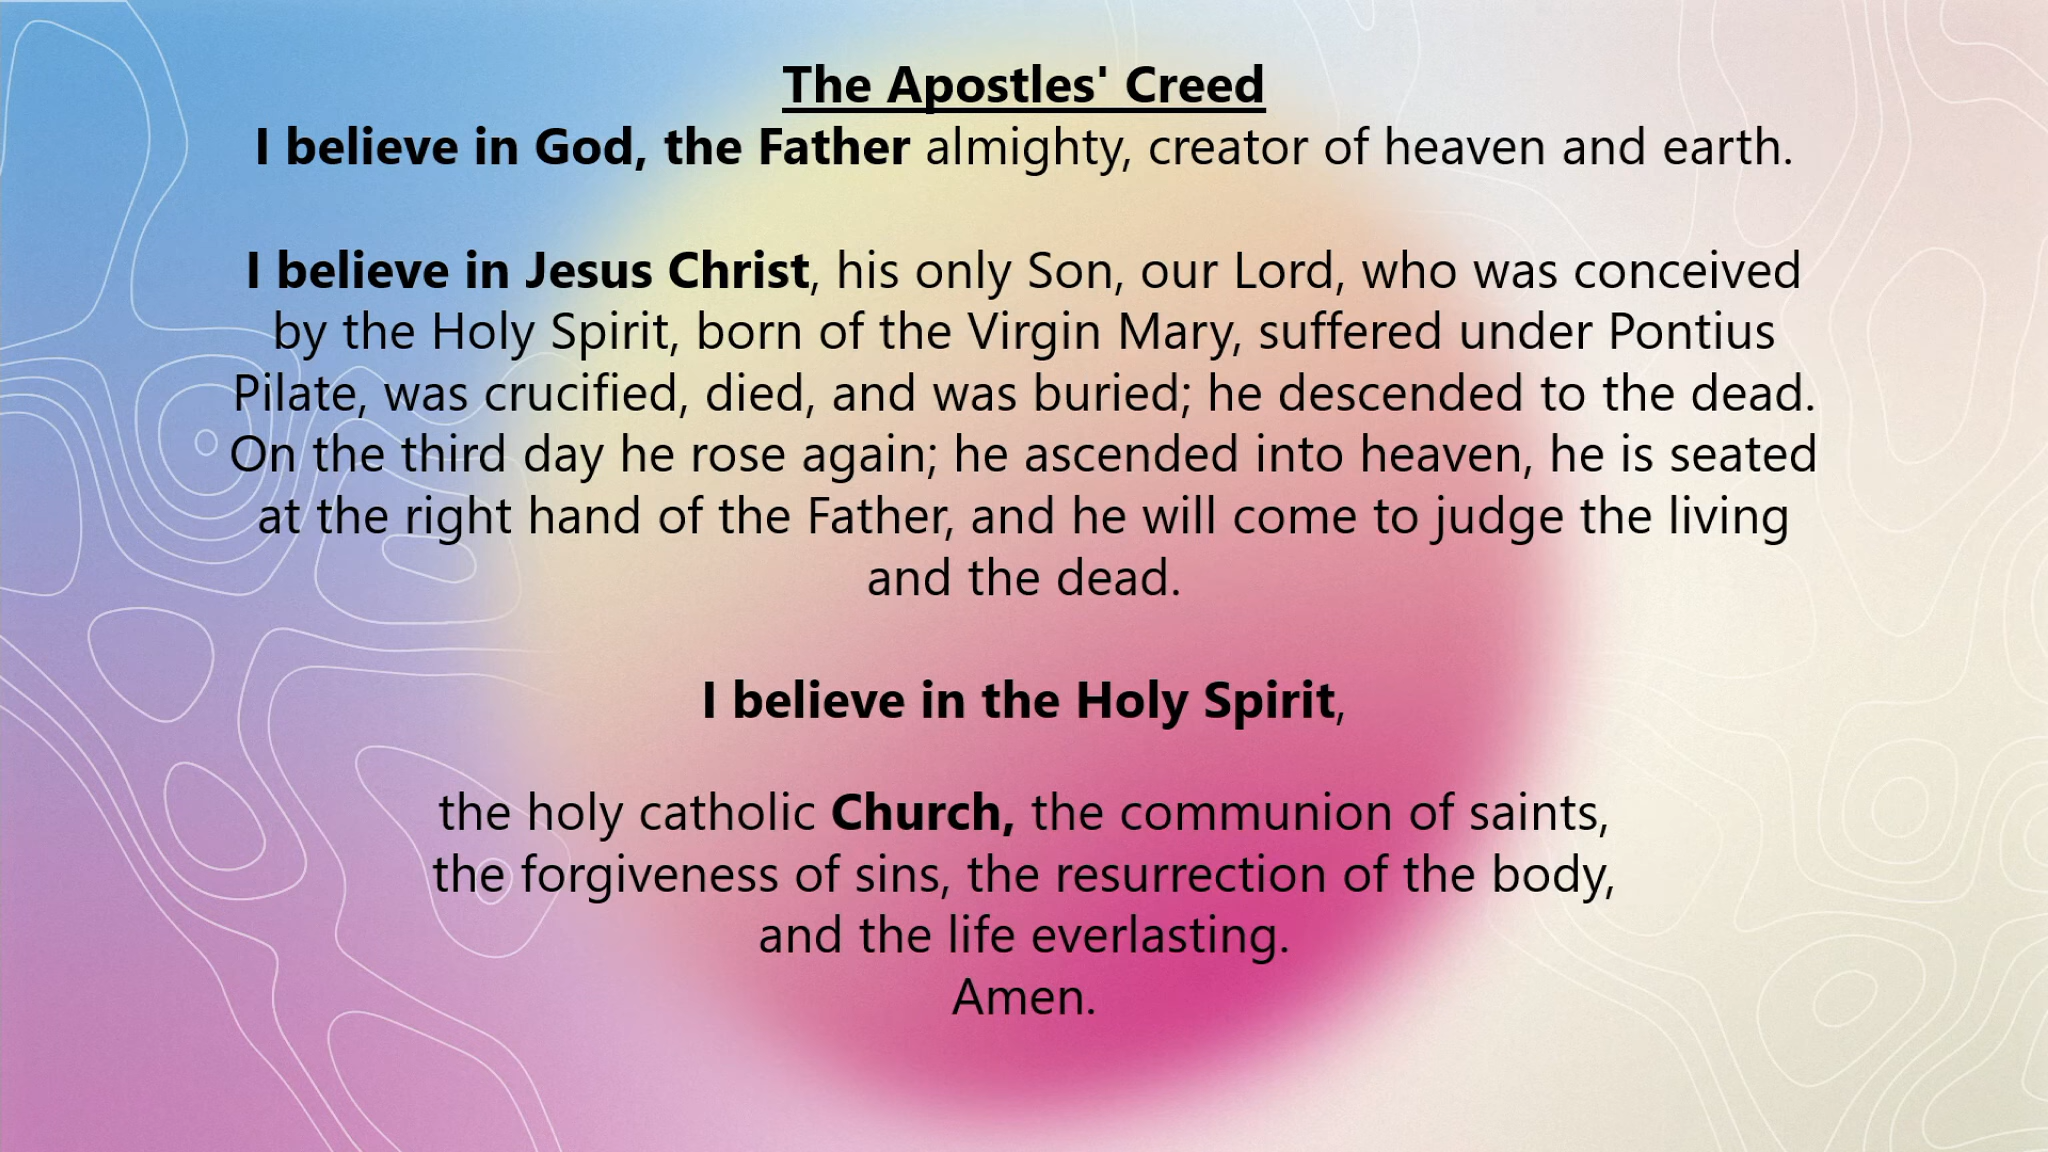 The Apostles' Creed
I believe in God, the Father almighty, creator of heaven and earth.
I believe in Jesus Christ, his only Son, our Lord, who was conceived
by the Holy Spirit, born of the Virgin Mary, suffered under Pontius
Pilate, was crucified, died, and was buried; he descended to the dead.
On the third day he rose again; he ascended into heaven, he is seated
at the right hand of the Father, and he will come to judge the living
and the dead.
I believe in the Holy Spirit,
the holy catholic Church, the communion of saints,
the forgiveness of sins, the resurrection of the body,
and the life everlasting.
Amen.